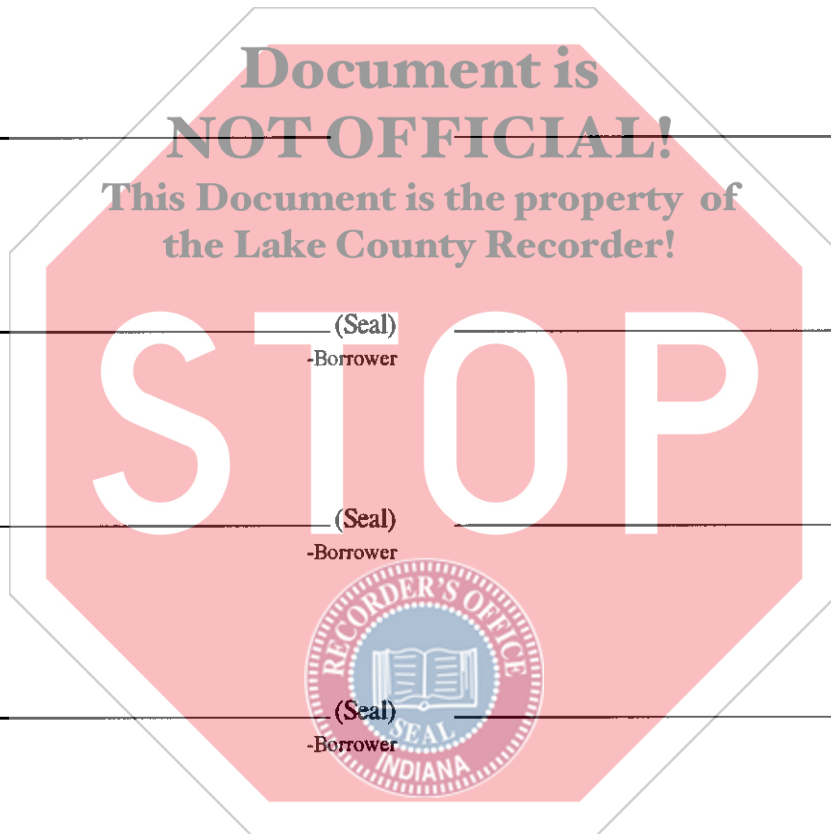 Document is
NOT OFFICIAL!
This Document is the property of
the Lake County Recorder!
(Seal)
-Borrower
STOP
(Seal)
-Borrower
RECORDER'S OFFICE
(Seal)
SEAL
-Borrower
INDIANA